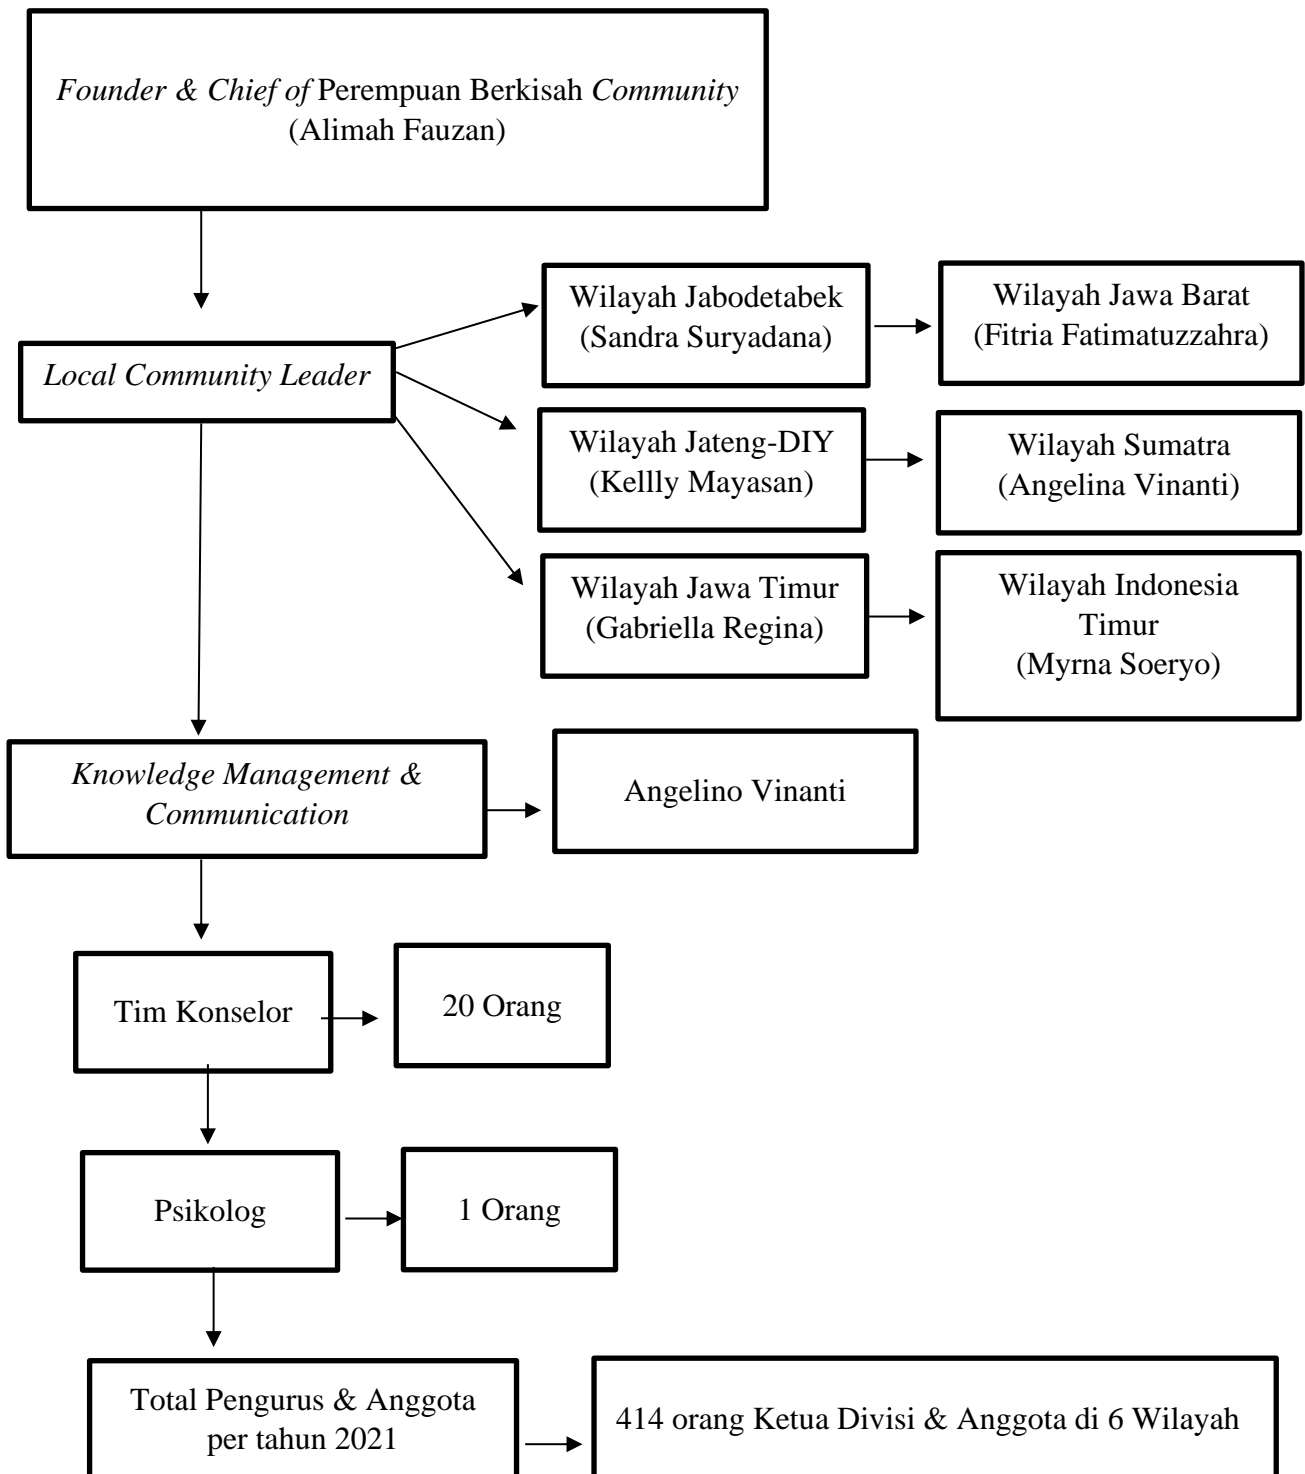 Founder & Chief of Perempuan Berkisah Community
(Alimah Fauzan)
Wilayah Jabodetabek
(Sandra Suryadana)
Wilayah Jawa Barat
(Fitria Fatimatuzzahra)
Local Community Leader
Wilayah Jateng-DIY
(Kellly Mayasan)
Wilayah Sumatra
(Angelina Vinanti)
Wilayah Jawa Timur
(Gabriella Regina)
Wilayah Indonesia
Timur
(Myrna Soeryo)
Knowledge Management &
Communication
Angelino Vinanti
Tim Konselor
20 Orang
Psikolog
1 Orang
Total Pengurus & Anggota
per tahun 2021
414 orang Ketua Divisi & Anggota di 6 Wilayah